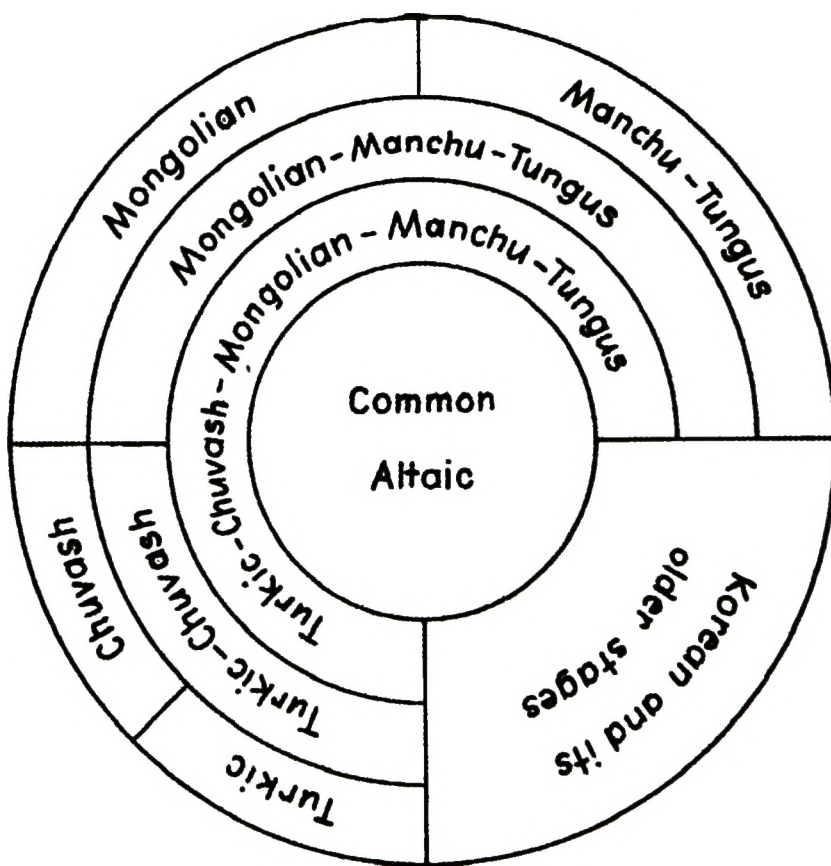 Mongolian
Manchu-Tungus
Mongolian-Manchu-Tungus
Turkic-Chuvash-Mongolian-Manchu-Tungus
Common
Altaic
Chuvash
Turkic-Chuvash
Turkic
Korean and its
older stages